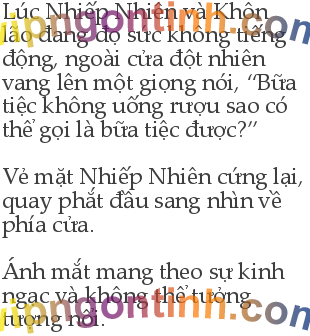 Lúc Nhiếp Nhiên và Khôn
lão đang đọ sức không tiếng
động, ngoài cửa đột nhiên
vang lên một giọng nói, “Bữa
tiệc không uống rượu sao có
thể gọi là bữa tiệc được?”
Vẻ mặt Nhiếp Nhiên cứng lại,
quay phắt đầu sang nhìn về
phía cửa.
Ánh mắt mang theo sự kinh
ngạc và không thể tưởng
tượng nổi.